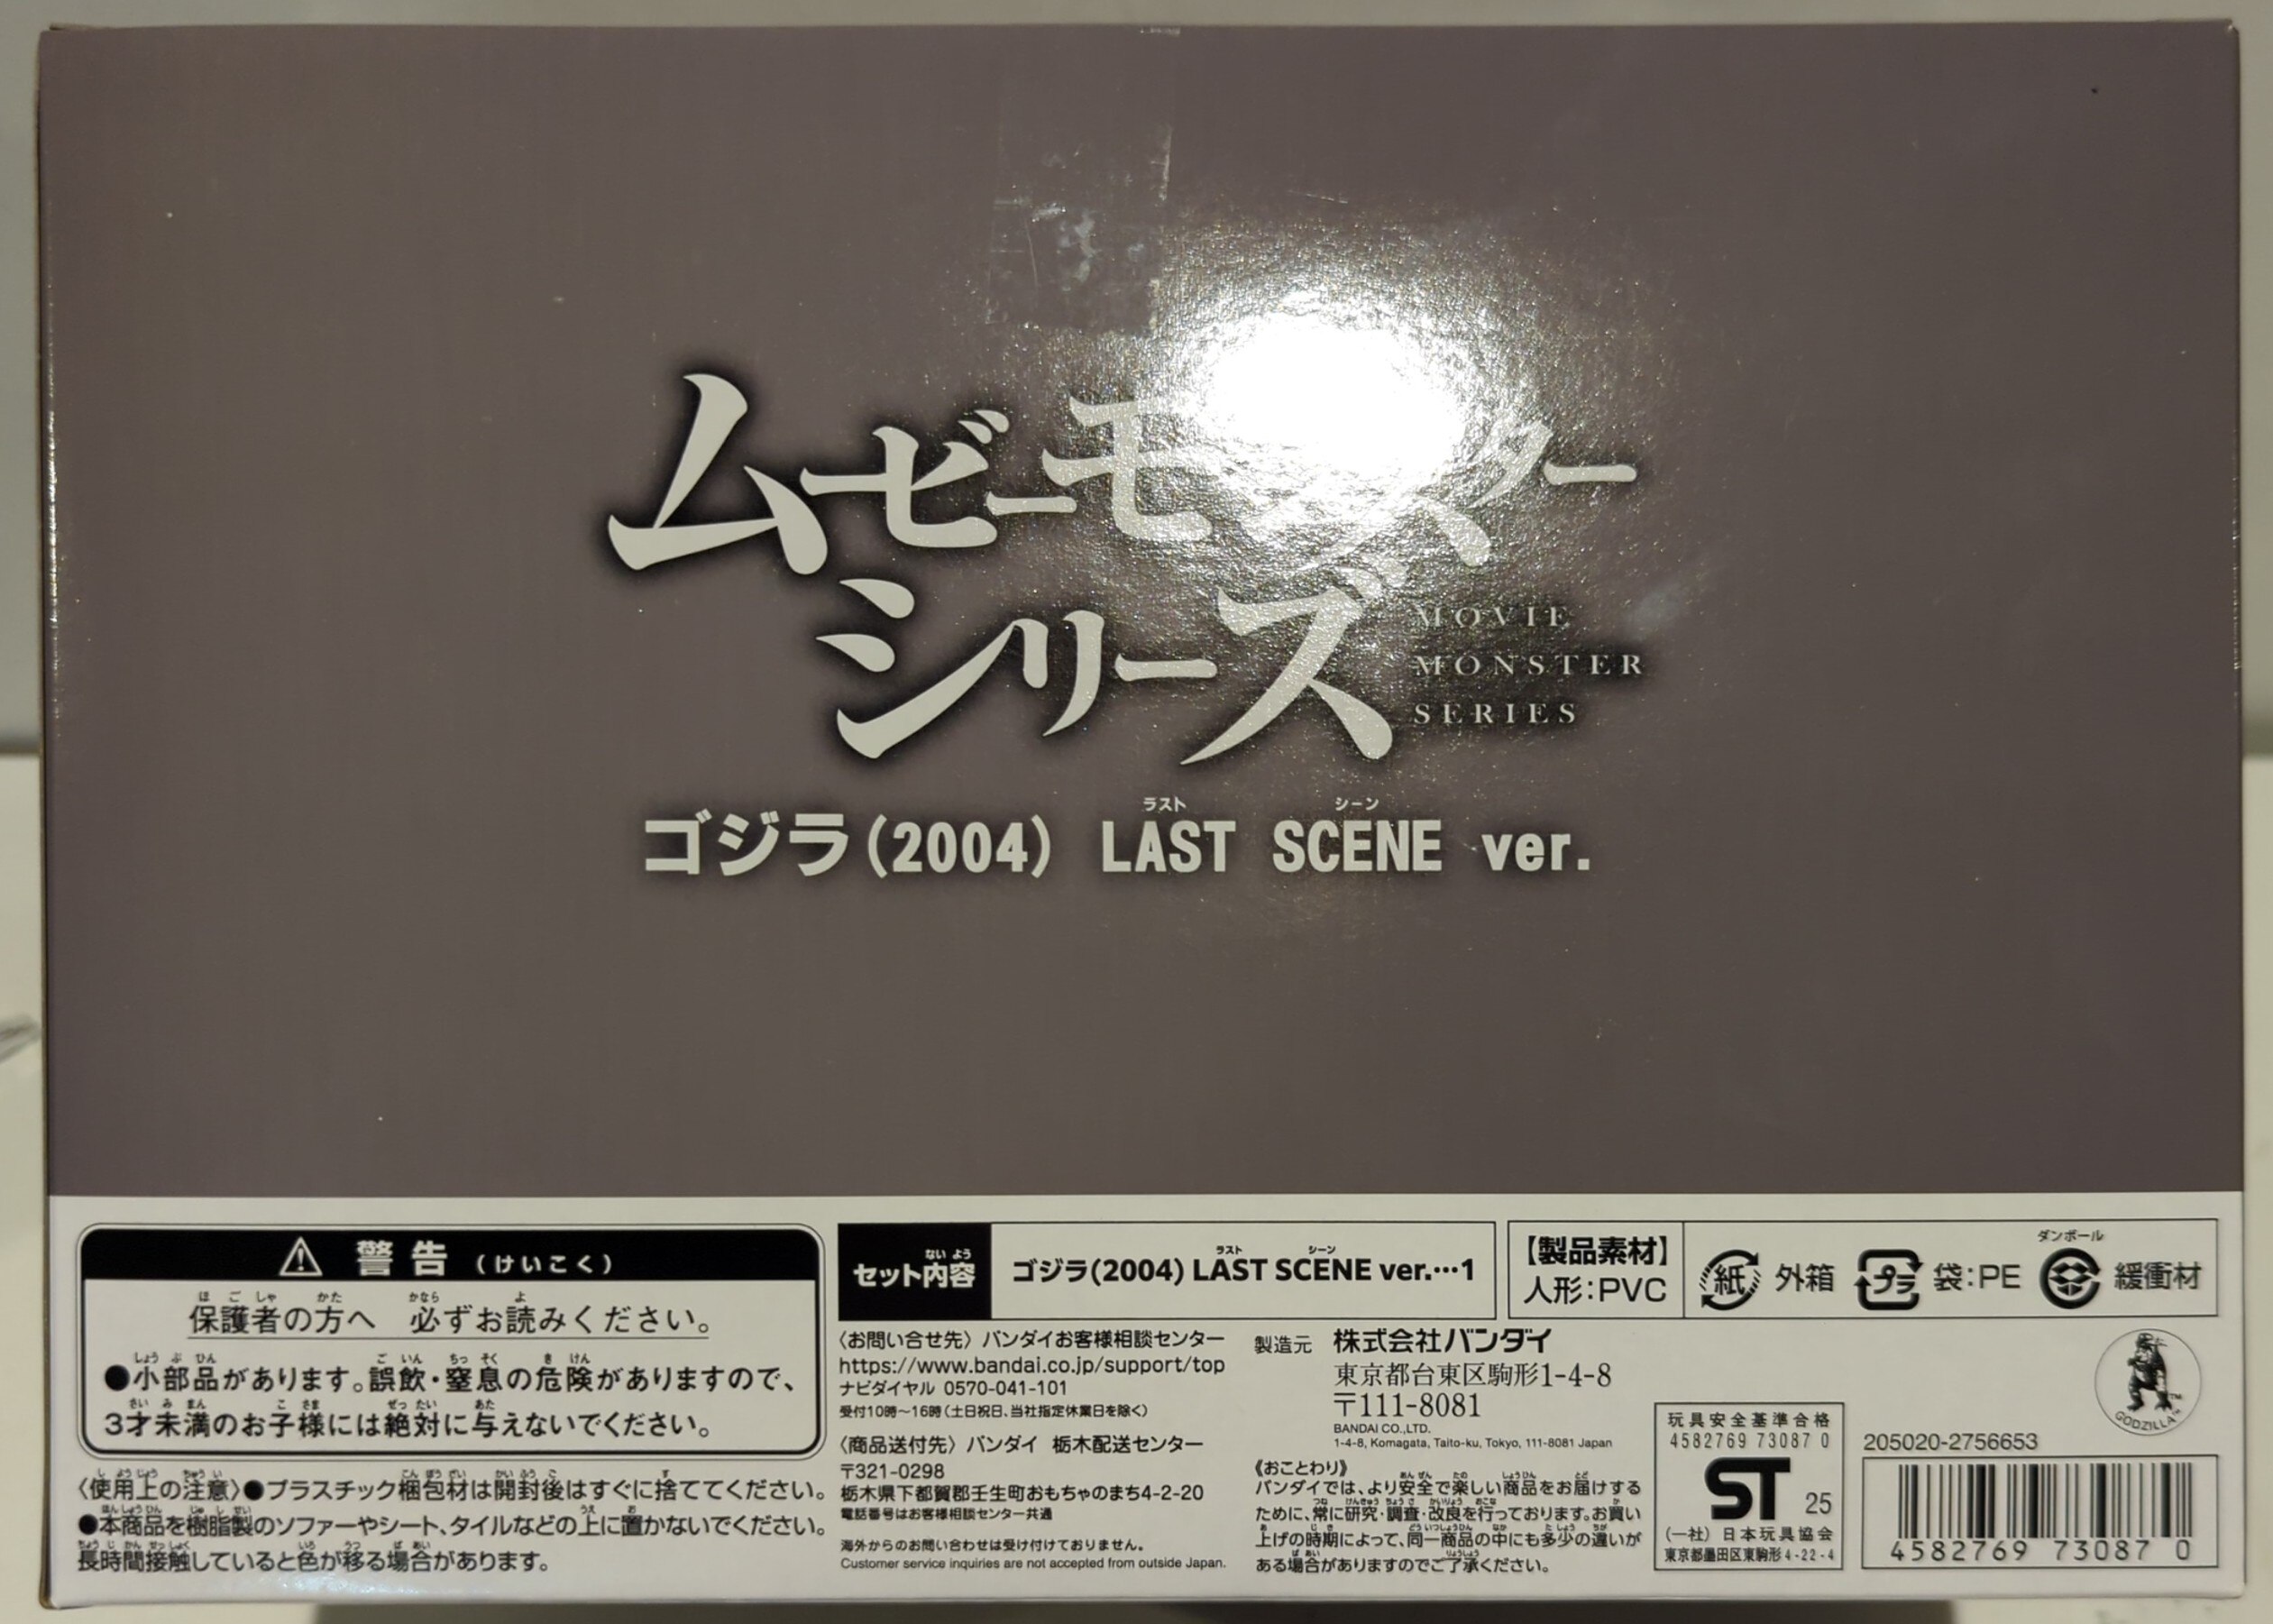 ムービーモンスター
シリーズ
MOVIE
MONSTER
SERIES
ラスト シーン
ゴジラ(2004) LAST SCENE ver.
⚠ 警告 (けいこく)
保護者の方へ 必ずお読みください。
●小部品があります。誤飲・窒息の危険がありますので、
3才未満のお子様には絶対に与えないでください。
〈使用上の注意〉●プラスチック梱包材は開封後はすぐに捨ててください。
●本商品を樹脂製のソファーやシート、タイルなどの上に置かないでください。
長時間接触していると色が移る場合があります。
セット内容
ゴジラ(2004) LAST SCENE ver.…1
〈お問い合せ先〉バンダイお客様相談センター
https://www.bandai.co.jp/support/top
ナビダイヤル 0570-041-101
受付10時〜16時(土日祝日、当社指定休業日を除く)
〈商品送付先〉バンダイ 栃木配送センター
〒321-0298
栃木県下都賀郡壬生町おもちゃのまち4-2-20
電話番号はお客様相談センター共通
海外からのお問い合わせは受け付けておりません。
Customer service inquiries are not accepted from outside Japan.
製造元 株式会社バンダイ
東京都台東区駒形1-4-8
〒111-8081
BANDAI CO.,LTD.
1-4-8, Komagata, Taito-ku, Tokyo, 111-8081 Japan
《おことわり》
バンダイでは、より安全で楽しい商品をお届けする
ために、常に研究・調査・改良を行っております。お買い
上げの時期によって、同一商品の中にも多少の違いが
ある場合がありますのでご了承ください。
【製品素材】
人形:PVC
紙 外箱
プラ 袋:PE
ダンボール
緩衝材
GODZILLA™
玩具安全基準合格
4582769 73087 0
ST 25
(一社) 日本玩具協会
東京都墨田区東駒形4-22-4
205020-2756653
4582769 73087 0